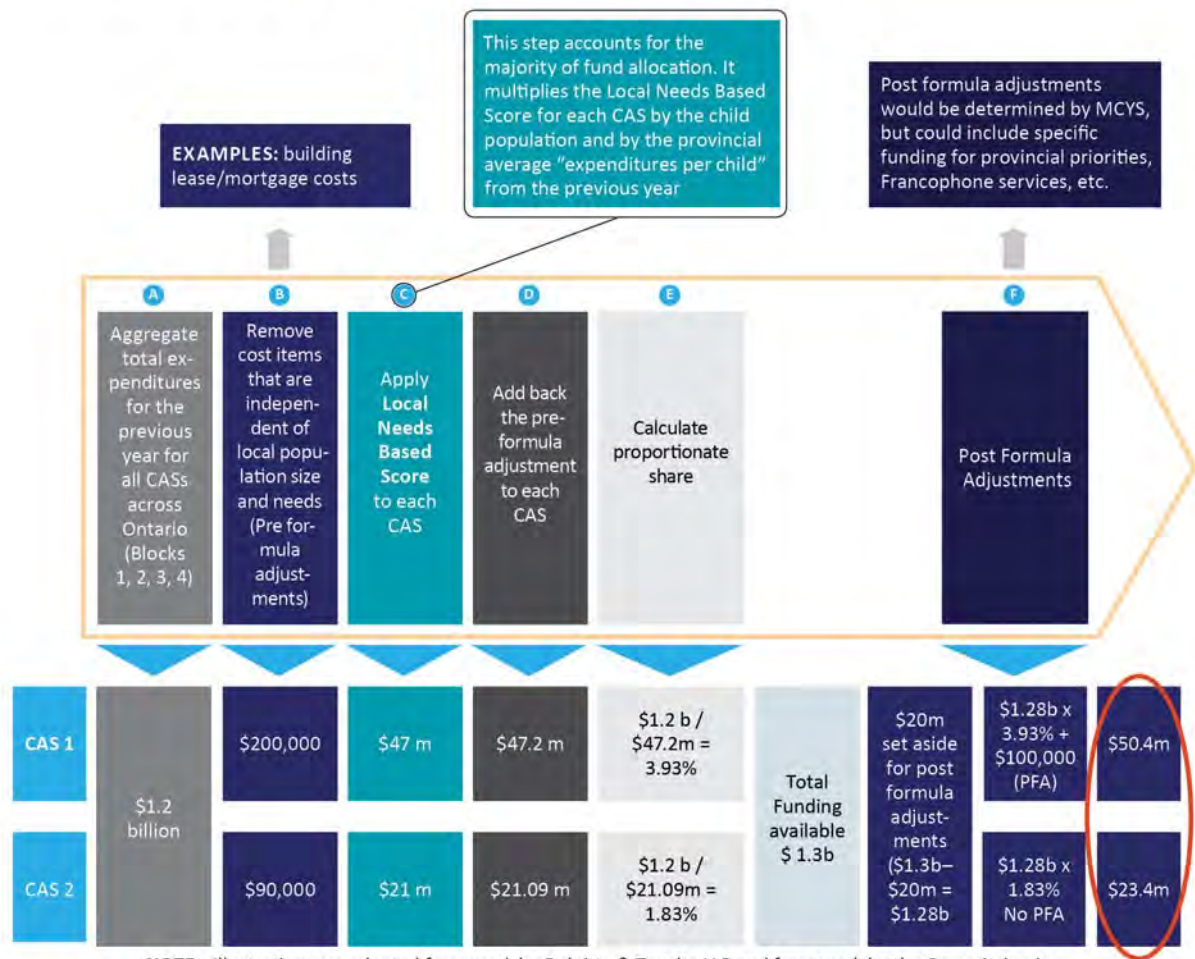 This step accounts for the
majority of fund allocation. It
multiplies the Local Needs Based
Score for each CAS by the child
population and by the provincial
average “expenditures per child”
from the previous year
Post formula adjustments
would be determined by MCYS,
but could include specific
funding for provincial priorities,
Francophone services, etc.
EXAMPLES: building
lease/mortgage costs
A
B
C
D
E
F
Aggregate
total ex-
penditures
for the
previous
year for
all CASs
across
Ontario
(Blocks
1, 2, 3, 4)
Remove
cost items
that are
indepen-
dent of
local popu-
lation size
and needs
(Pre for-
mula
adjust-
ments)
Apply
Local
Needs
Based
Score
to each
CAS
Add back
the pre-
formula
adjustment
to each
CAS
Calculate
proportionate
share
Post Formula
Adjustments
CAS 1
$1.2
billion
$200,000
$47 m
$47.2 m
$1.2 b /
$47.2m =
3.93%
Total
Funding
available
$ 1.3b
$20m
set aside
for post
formula
adjust-
ments
($1.3b–
$20m =
$1.28b
$1.28b x
3.93% +
$100,000
(PFA)
$50.4m
CAS 2
$90,000
$21 m
$21.09 m
$1.2 b /
$21.09m =
1.83%
$1.28b x
1.83%
No PFA
$23.4m